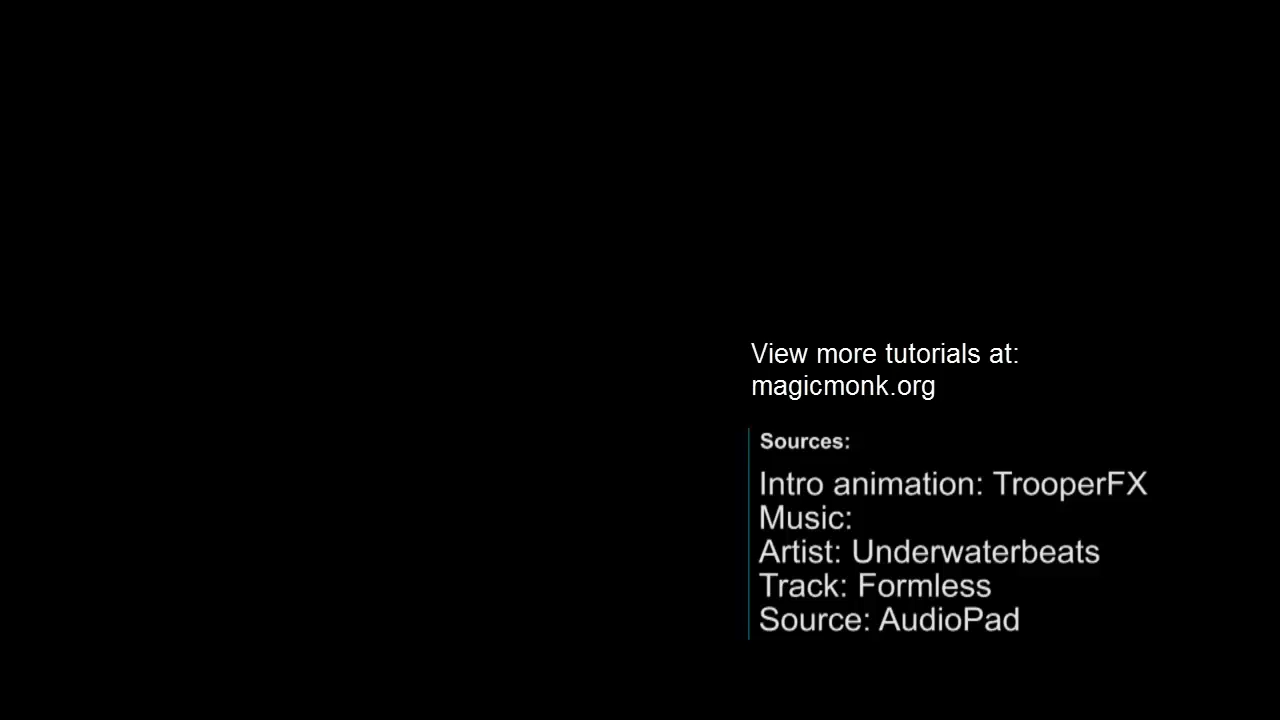 View more tutorials at:
magicmonk.org
Sources:
Intro animation: TrooperFX
Music:
Artist: Underwaterbeats
Track: Formless
Source: AudioPad